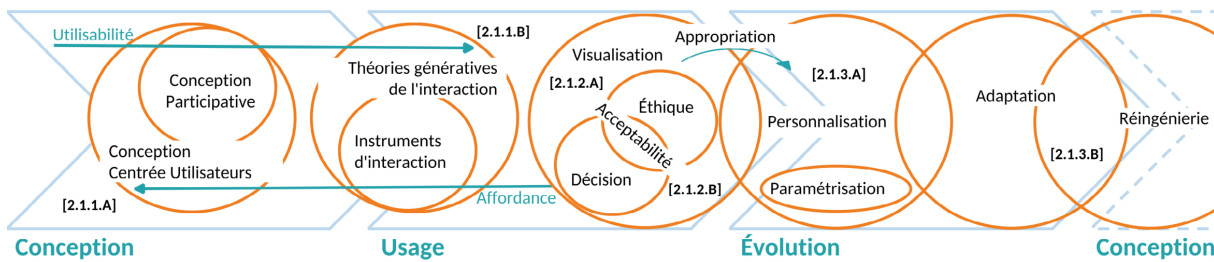 Utilisabilité
[2.1.1.B]
Conception
Participative
Conception
Centrée Utilisateurs
[2.1.1.A]
Théories génératives
de l'interaction
Instruments
d'interaction
Affordance
Visualisation
[2.1.2.A]
Éthique
Acceptabilité
Décision
[2.1.2.B]
Appropriation
[2.1.3.A]
Personnalisation
Paramétrisation
Adaptation
Réingénierie
[2.1.3.B]
Conception
Usage
Évolution
Conception